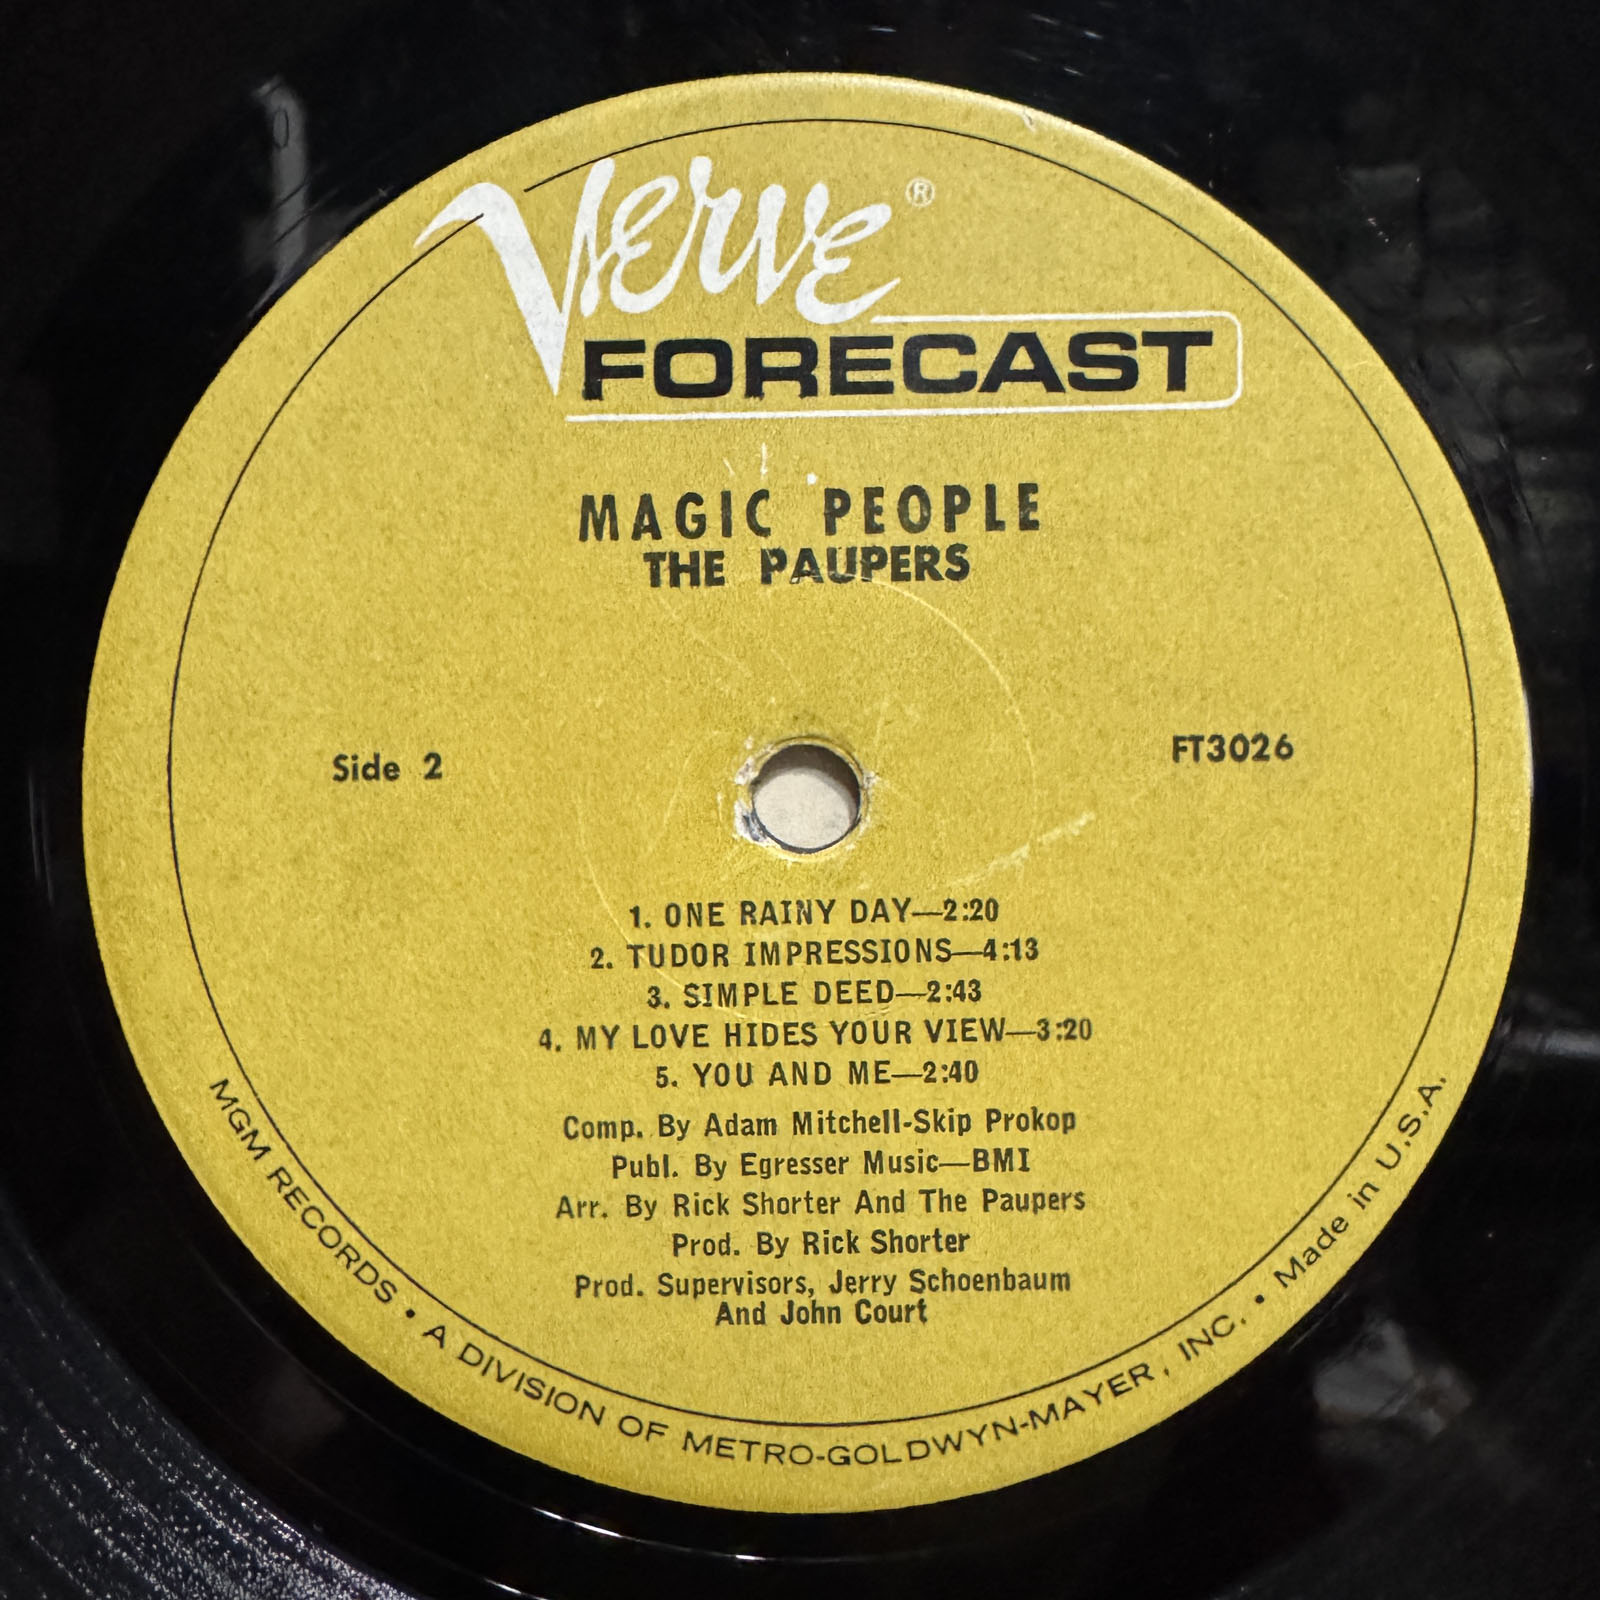 Verve ®
FORECAST
MAGIC PEOPLE
THE PAUPERS
Side 2
FT3026
1. ONE RAINY DAY—2:20
2. TUDOR IMPRESSIONS—4:13
3. SIMPLE DEED—2:43
4. MY LOVE HIDES YOUR VIEW—3:20
5. YOU AND ME—2:40
Comp. By Adam Mitchell-Skip Prokop
Publ. By Egresser Music—BMI
Arr. By Rick Shorter And The Paupers
Prod. By Rick Shorter
Prod. Supervisors, Jerry Schoenbaum
And John Court
MGM RECORDS • A DIVISION OF METRO-GOLDWYN-MAYER, INC. • Made in U.S.A.